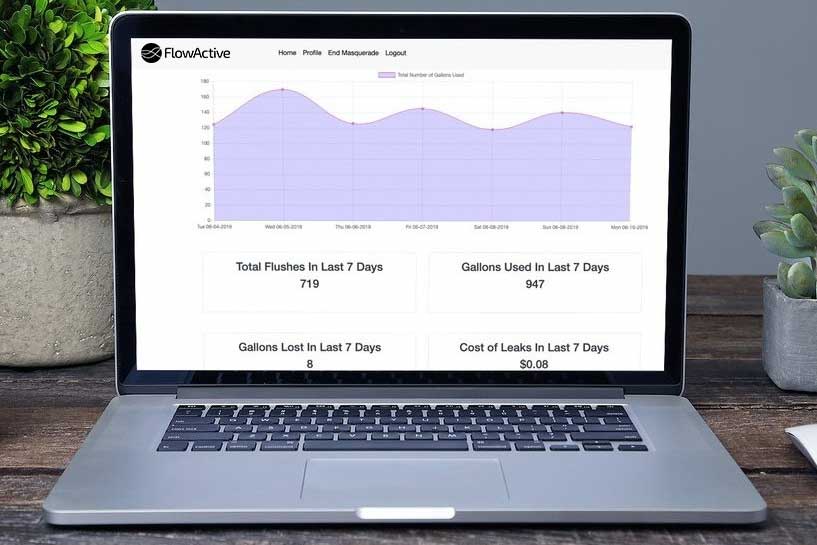 FlowActive
Home Profile End Masquerade Logout
Total Number of Gallons Used
180
160
140
120
100
80
60
40
20
0
Tue 06-04-2019 Wed 06-05-2019 Thu 06-06-2019 Fri 06-07-2019 Sat 06-08-2019 Sun 06-09-2019 Mon 06-10-2019
Total Flushes In Last 7 Days
719
Gallons Used In Last 7 Days
947
Gallons Lost In Last 7 Days
8
Cost of Leaks In Last 7 Days
$0.08